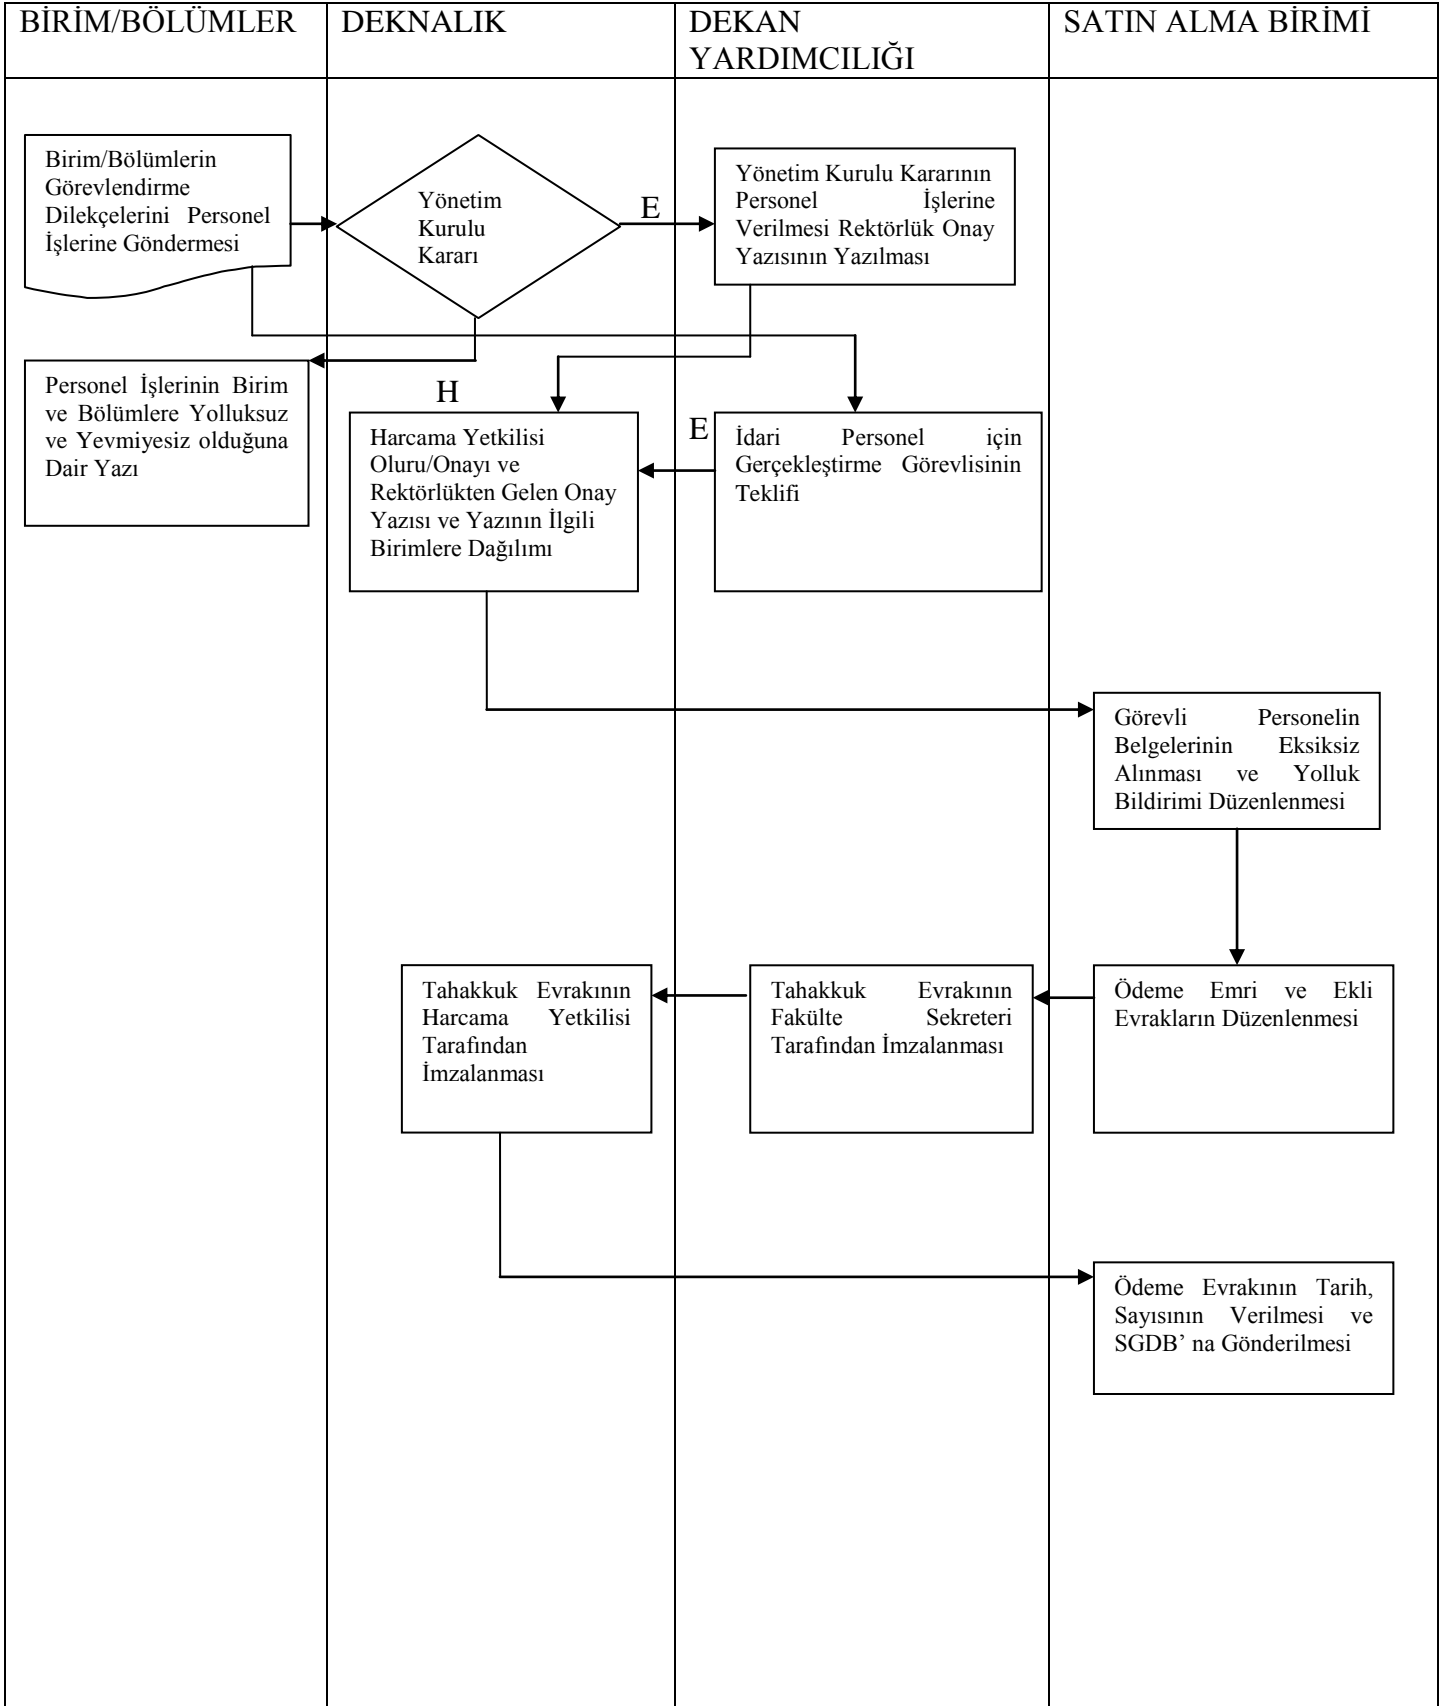 BİRİM/BÖLÜMLER
DEKNALIK
DEKAN
YARDIMCILIĞI
SATIN ALMA BİRİMİ
Birim/Bölümlerin
Görevlendirme
Dilekçelerini Personel
İşlerine Göndermesi
Yönetim
Kurulu
Kararı
E
Yönetim Kurulu Kararının
Personel İşlerine
Verilmesi Rektörlük Onay
Yazısının Yazılması
Personel İşlerinin Birim
ve Bölümlere Yolluksuz
ve Yevmiyesiz olduğuna
Dair Yazı
H
Harcama Yetkilisi
Oluru/Onayı ve
Rektörlükten Gelen Onay
Yazısı ve Yazının İlgili
Birimlere Dağılımı
E
İdari Personel için
Gerçekleştirme Görevlisinin
Teklifi
Görevli Personelin
Belgelerinin Eksiksiz
Alınması ve Yolluk
Bildirimi Düzenlenmesi
Tahakkuk Evrakının
Harcama Yetkilisi
Tarafından
İmzalanması
Tahakkuk Evrakının
Fakülte Sekreteri
Tarafından İmzalanması
Ödeme Emri ve Ekli
Evrakların Düzenlenmesi
Ödeme Evrakının Tarih,
Sayısının Verilmesi ve
SGDB’ na Gönderilmesi